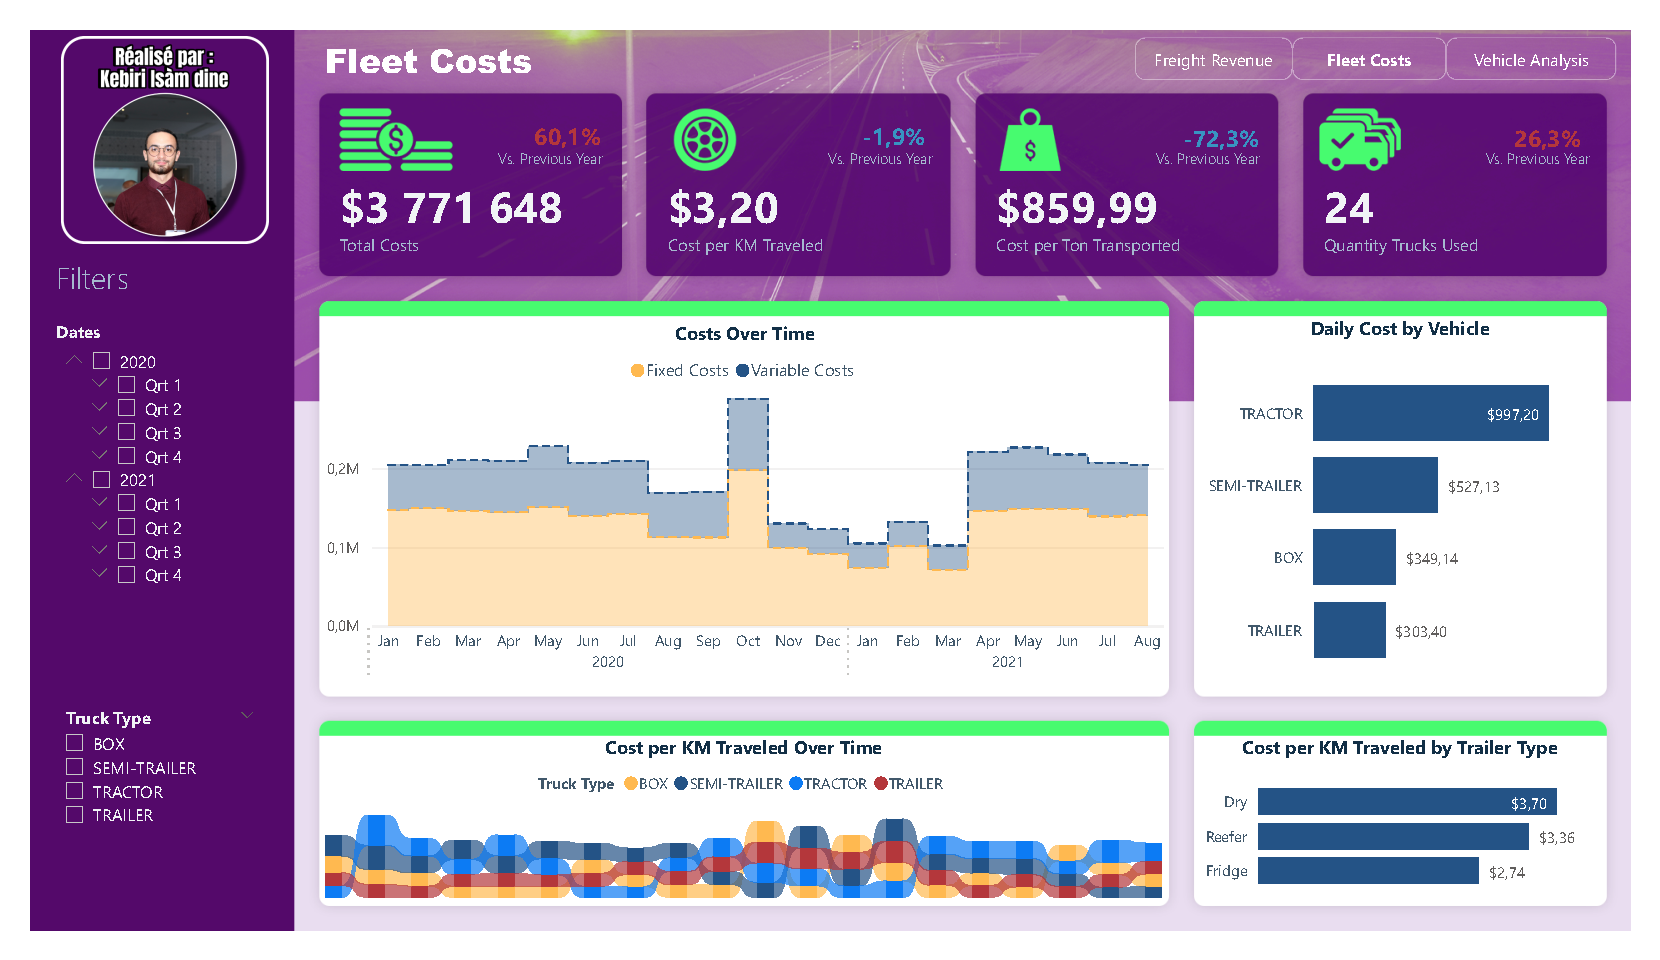 Réalisé par :
Kebiri Isàm dine
Filters
Dates
2020
Qrt 1
Qrt 2
Qrt 3
Qrt 4
2021
Qrt 1
Qrt 2
Qrt 3
Qrt 4
Truck Type
BOX
SEMI-TRAILER
TRACTOR
TRAILER
Fleet Costs
Freight Revenue
Fleet Costs
Vehicle Analysis
$
60,1%
Vs. Previous Year
$3 771 648
Total Costs
-1,9%
Vs. Previous Year
$3,20
Cost per KM Traveled
$
-72,3%
Vs. Previous Year
$859,99
Cost per Ton Transported
26,3%
Vs. Previous Year
24
Quantity Trucks Used
Costs Over Time
Fixed Costs Variable Costs
0,2M
0,1M
0,0M
Jan Feb Mar Apr May Jun Jul Aug Sep Oct Nov Dec Jan Feb Mar Apr May Jun Jul Aug
2020 2021
Daily Cost by Vehicle
TRACTOR $997,20
SEMI-TRAILER $527,13
BOX $349,14
TRAILER $303,40
Cost per KM Traveled Over Time
Truck Type BOX SEMI-TRAILER TRACTOR TRAILER
Cost per KM Traveled by Trailer Type
Dry $3,70
Reefer $3,36
Fridge $2,74